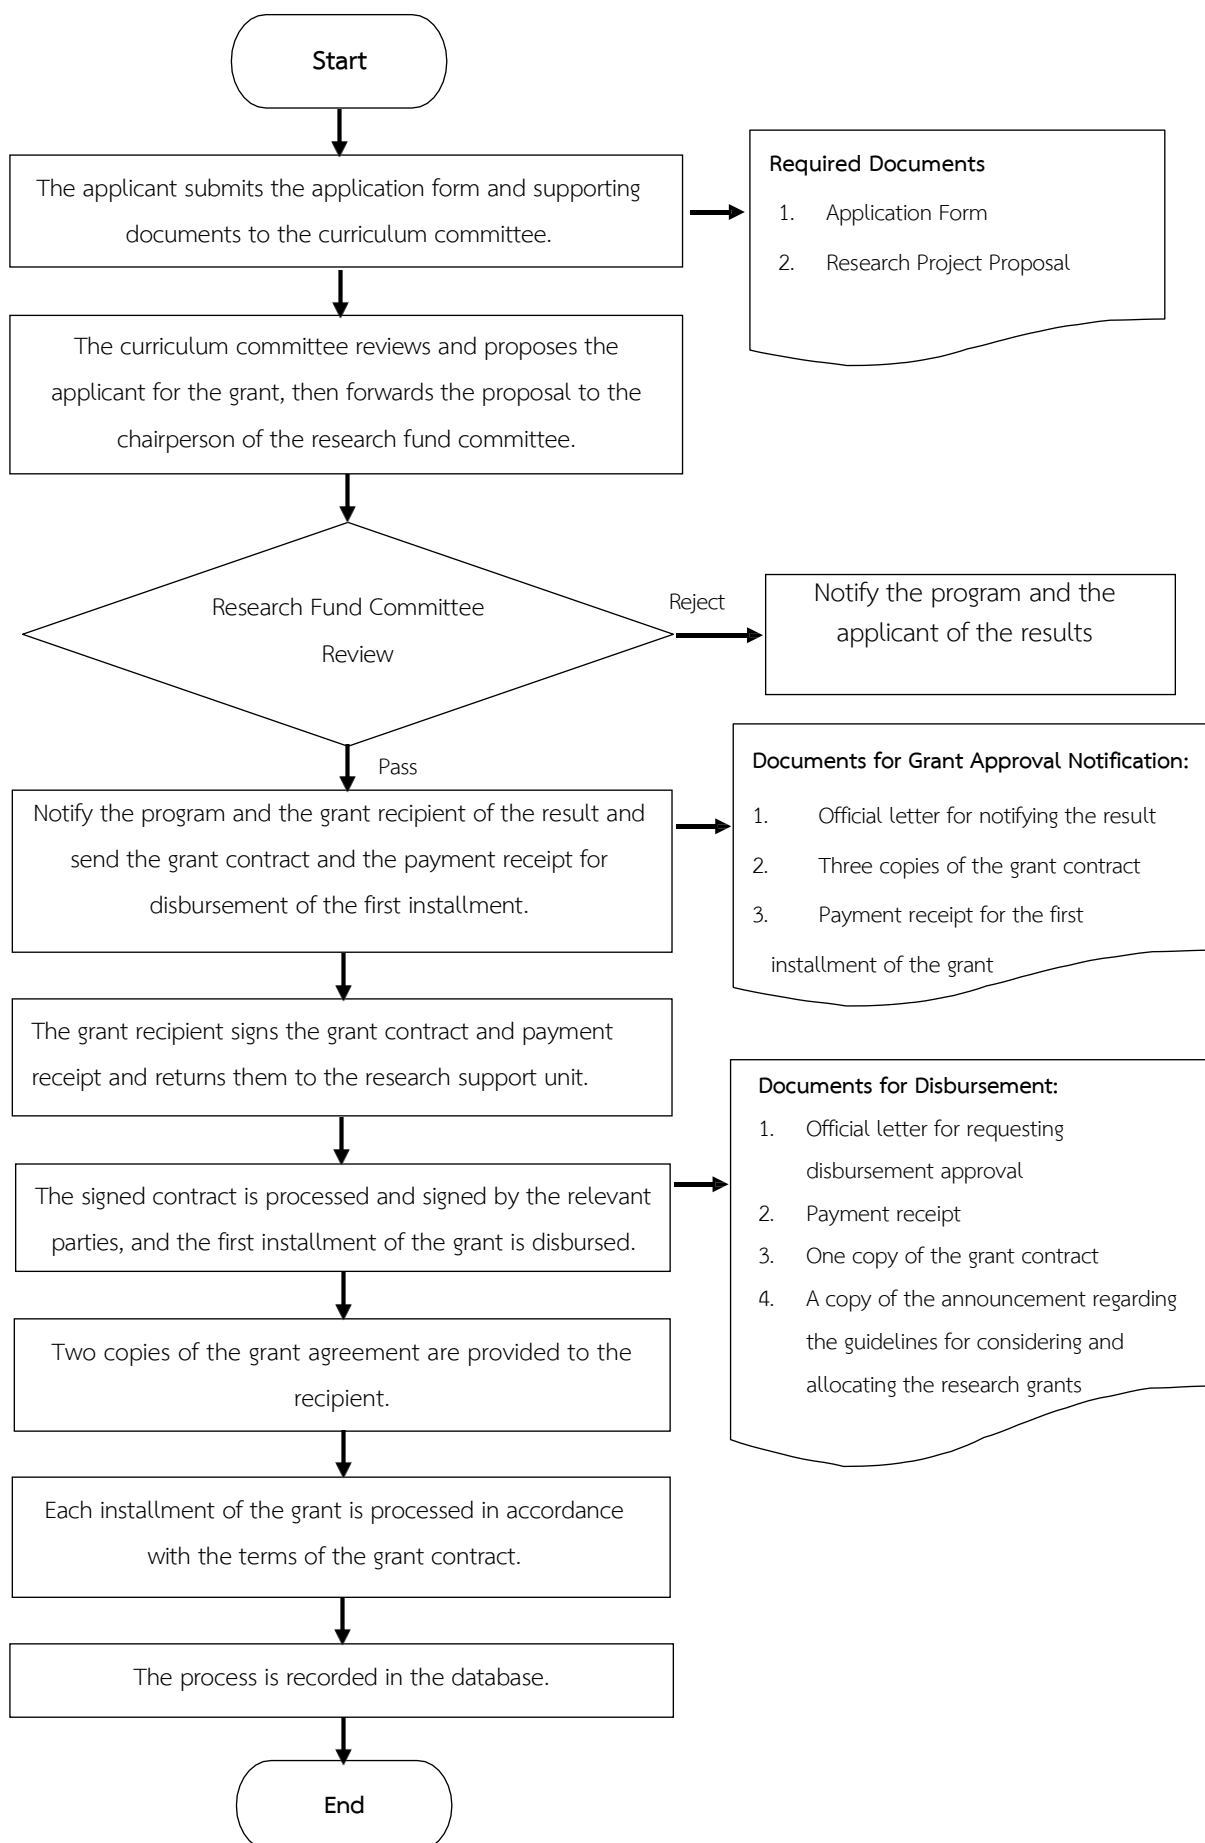 Start
The applicant submits the application form and supporting
documents to the curriculum committee.
Required Documents
1. Application Form
2. Research Project Proposal
The curriculum committee reviews and proposes the
applicant for the grant, then forwards the proposal to the
chairperson of the research fund committee.
Research Fund Committee
Review
Reject
Notify the program and the
applicant of the results
Pass
Notify the program and the grant recipient of the result and
send the grant contract and the payment receipt for
disbursement of the first installment.
Documents for Grant Approval Notification:
1. Official letter for notifying the result
2. Three copies of the grant contract
3. Payment receipt for the first
installment of the grant
The grant recipient signs the grant contract and payment
receipt and returns them to the research support unit.
The signed contract is processed and signed by the relevant
parties, and the first installment of the grant is disbursed.
Documents for Disbursement:
1. Official letter for requesting
disbursement approval
2. Payment receipt
3. One copy of the grant contract
4. A copy of the announcement regarding
the guidelines for considering and
allocating the research grants
Two copies of the grant agreement are provided to the
recipient.
Each installment of the grant is processed in accordance
with the terms of the grant contract.
The process is recorded in the database.
End